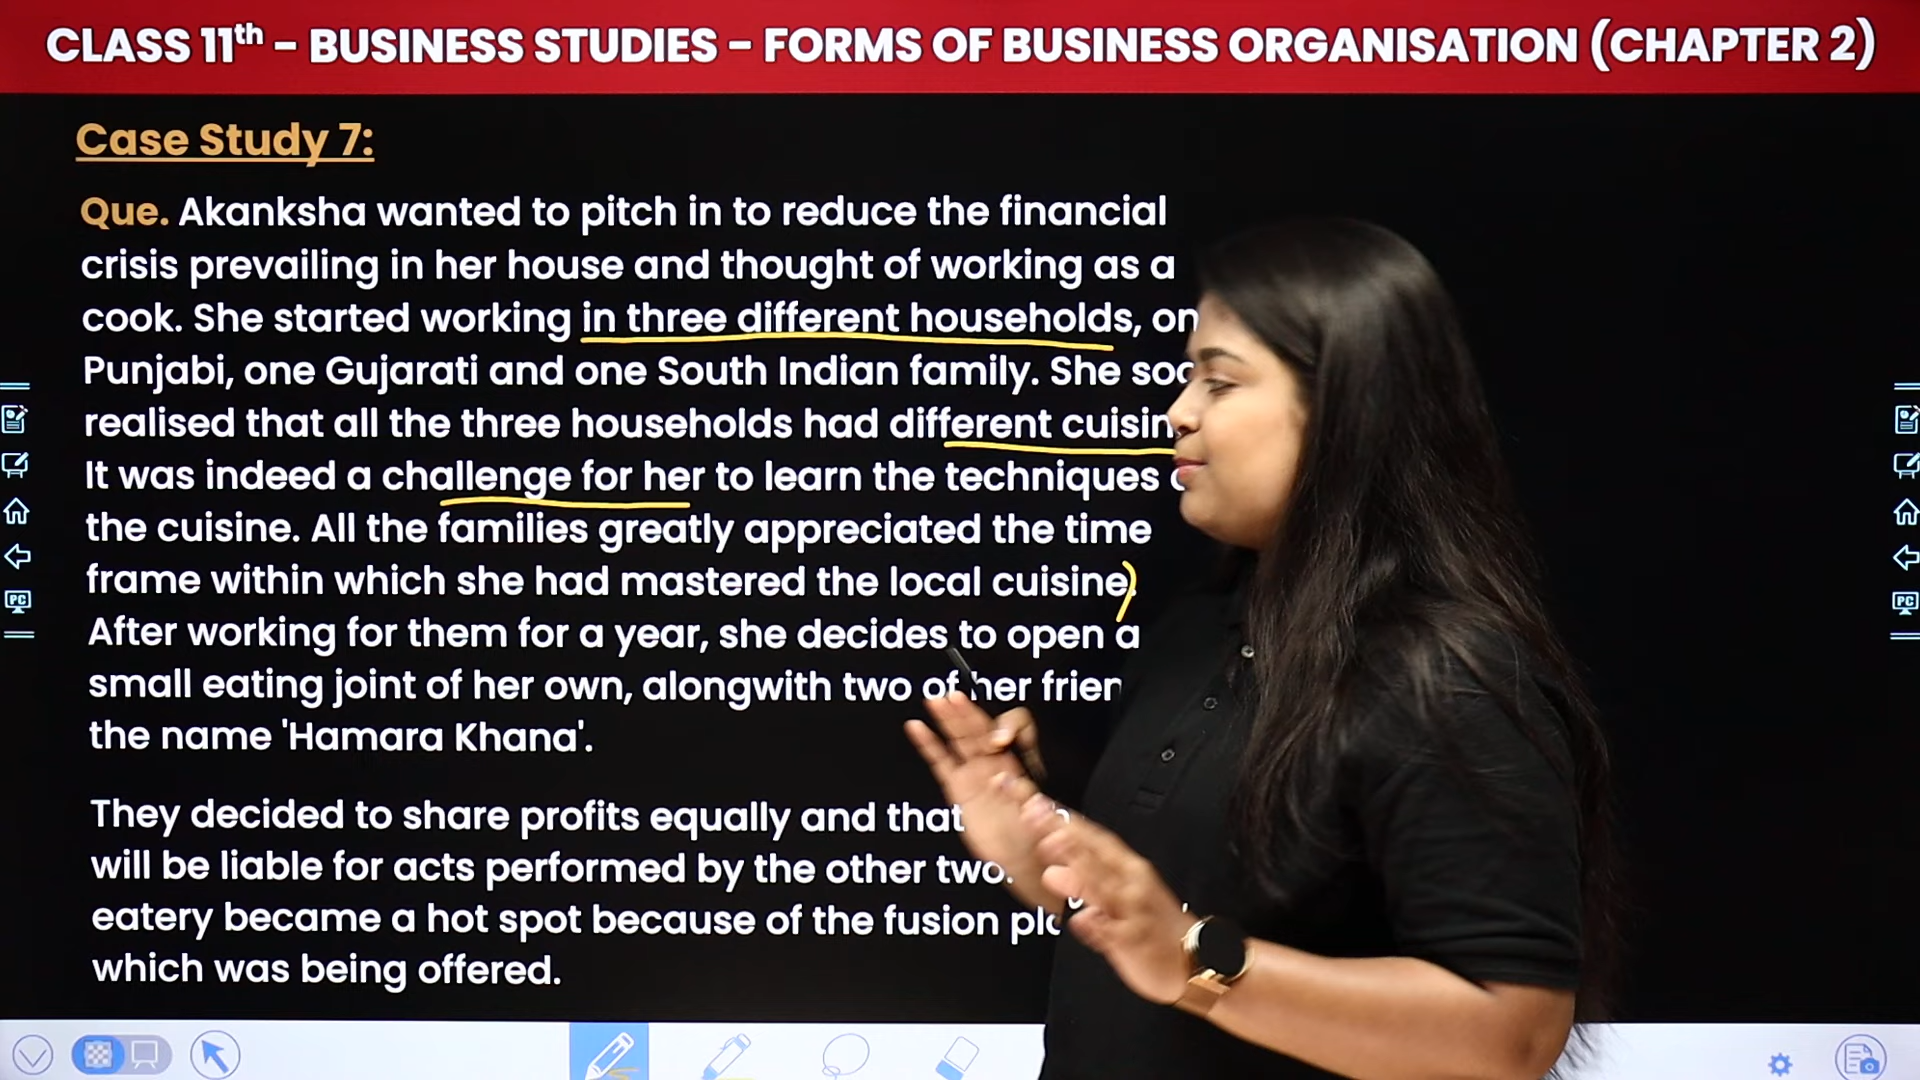 CLASS 11th – BUSINESS STUDIES – FORMS OF BUSINESS ORGANISATION (CHAPTER 2)
Case Study 7:
Que. Akanksha wanted to pitch in to reduce the financial
crisis prevailing in her house and thought of working as a
cook. She started working in three different households,
Punjabi, one Gujarati and one South Indian family. She
realised that all the three households had different
It was indeed a challenge for her to learn the techniques
the cuisine. All the families greatly appreciated the time
frame within which she had mastered the local cuisine.
After working for them for a year, she decides to open a
small eating joint of her own, alongwith two of her
the name 'Hamara Khana'.
They decided to share profits equally and that
will be liable for acts performed by the other two.
eatery became a hot spot because of the fusion
which was being offered.
PC
PC